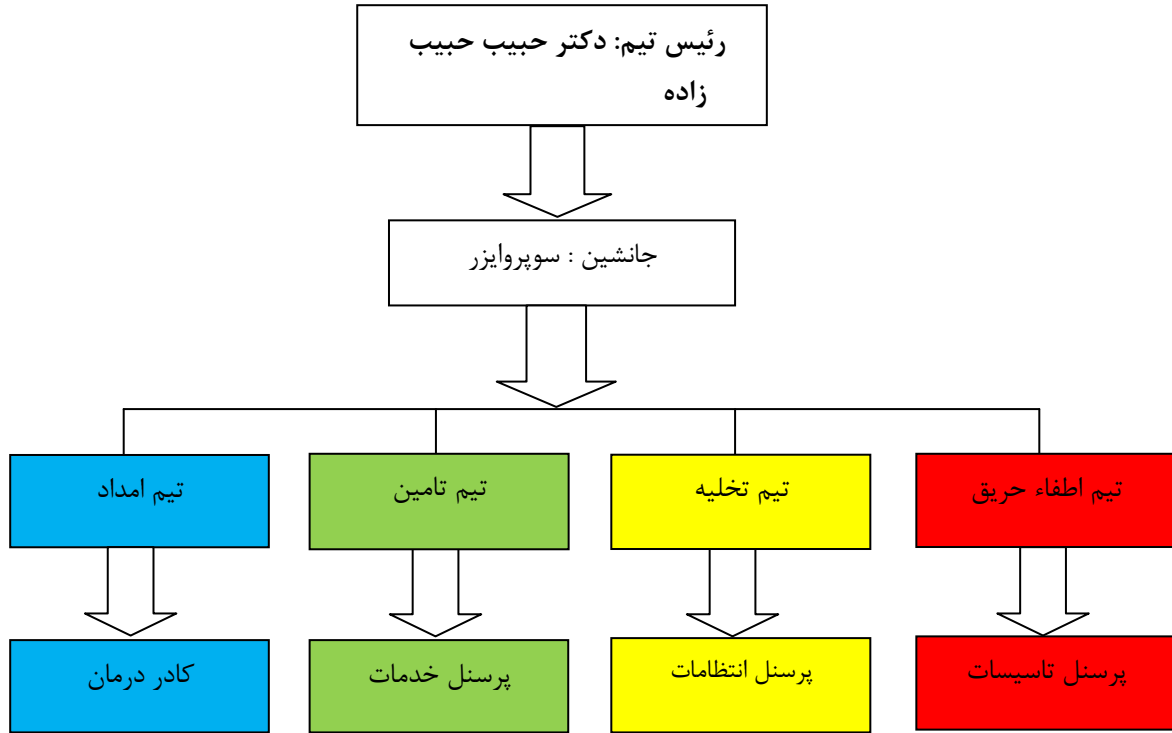 رئیس تیم: دکتر حبیب حبیب
زاده
جانشین : سوپروایزر
تیم اطفاء حریق
تیم تخلیه
تیم تامین
تیم امداد
پرسنل تاسیسات
پرسنل انتظامات
پرسنل خدمات
کادر درمان